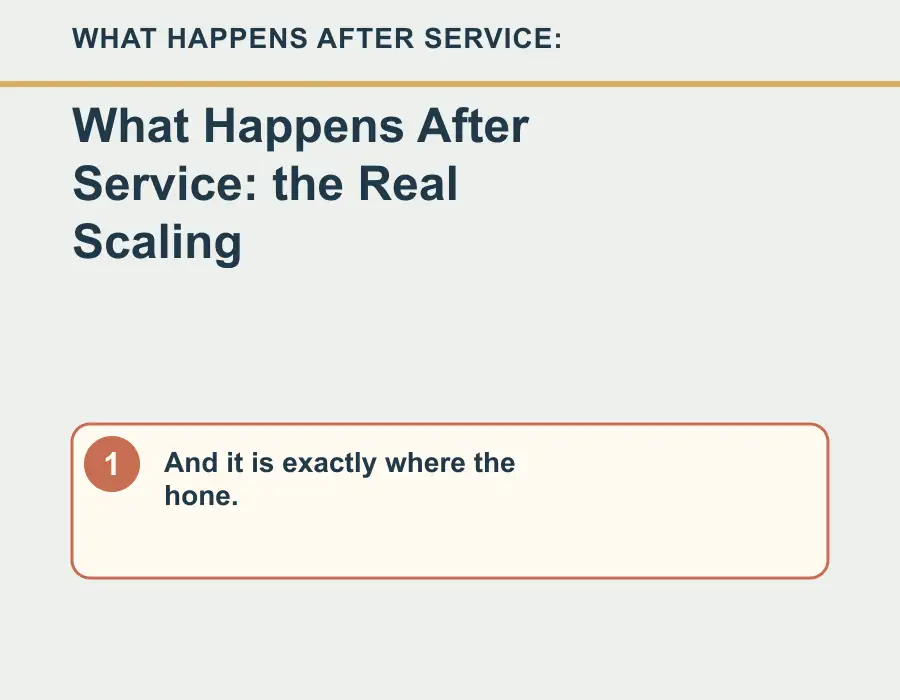 WHAT HAPPENS AFTER SERVICE:
What Happens After
Service: the Real
Scaling
1
And it is exactly where the
hone.